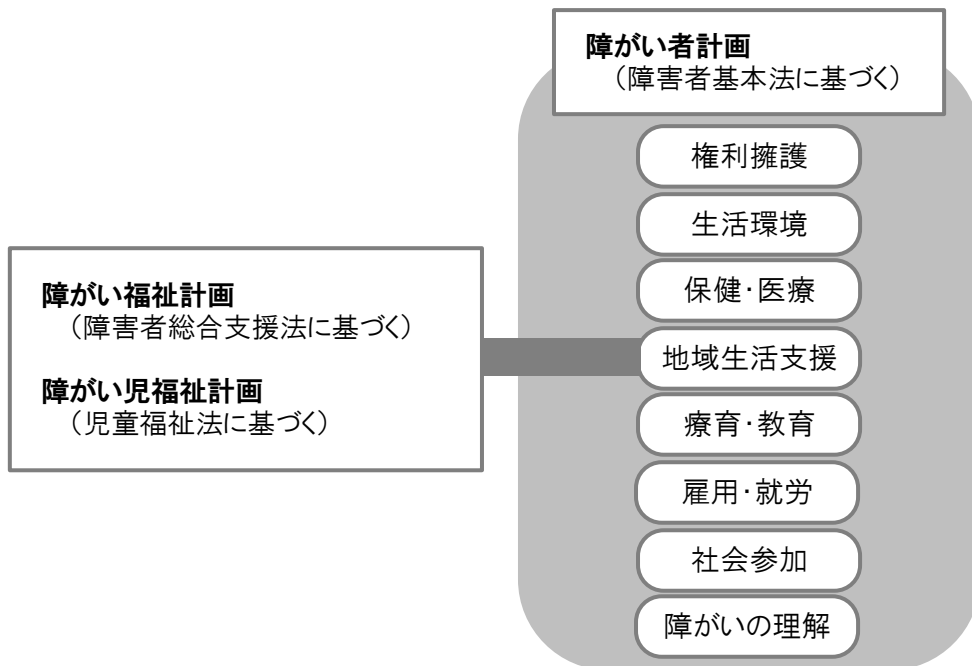 障がい者計画
（障害者基本法に基づく）
権利擁護
生活環境
保健・医療
地域生活支援
療育・教育
雇用・就労
社会参加
障がいの理解
障がい福祉計画
（障害者総合支援法に基づく）
障がい児福祉計画
（児童福祉法に基づく）